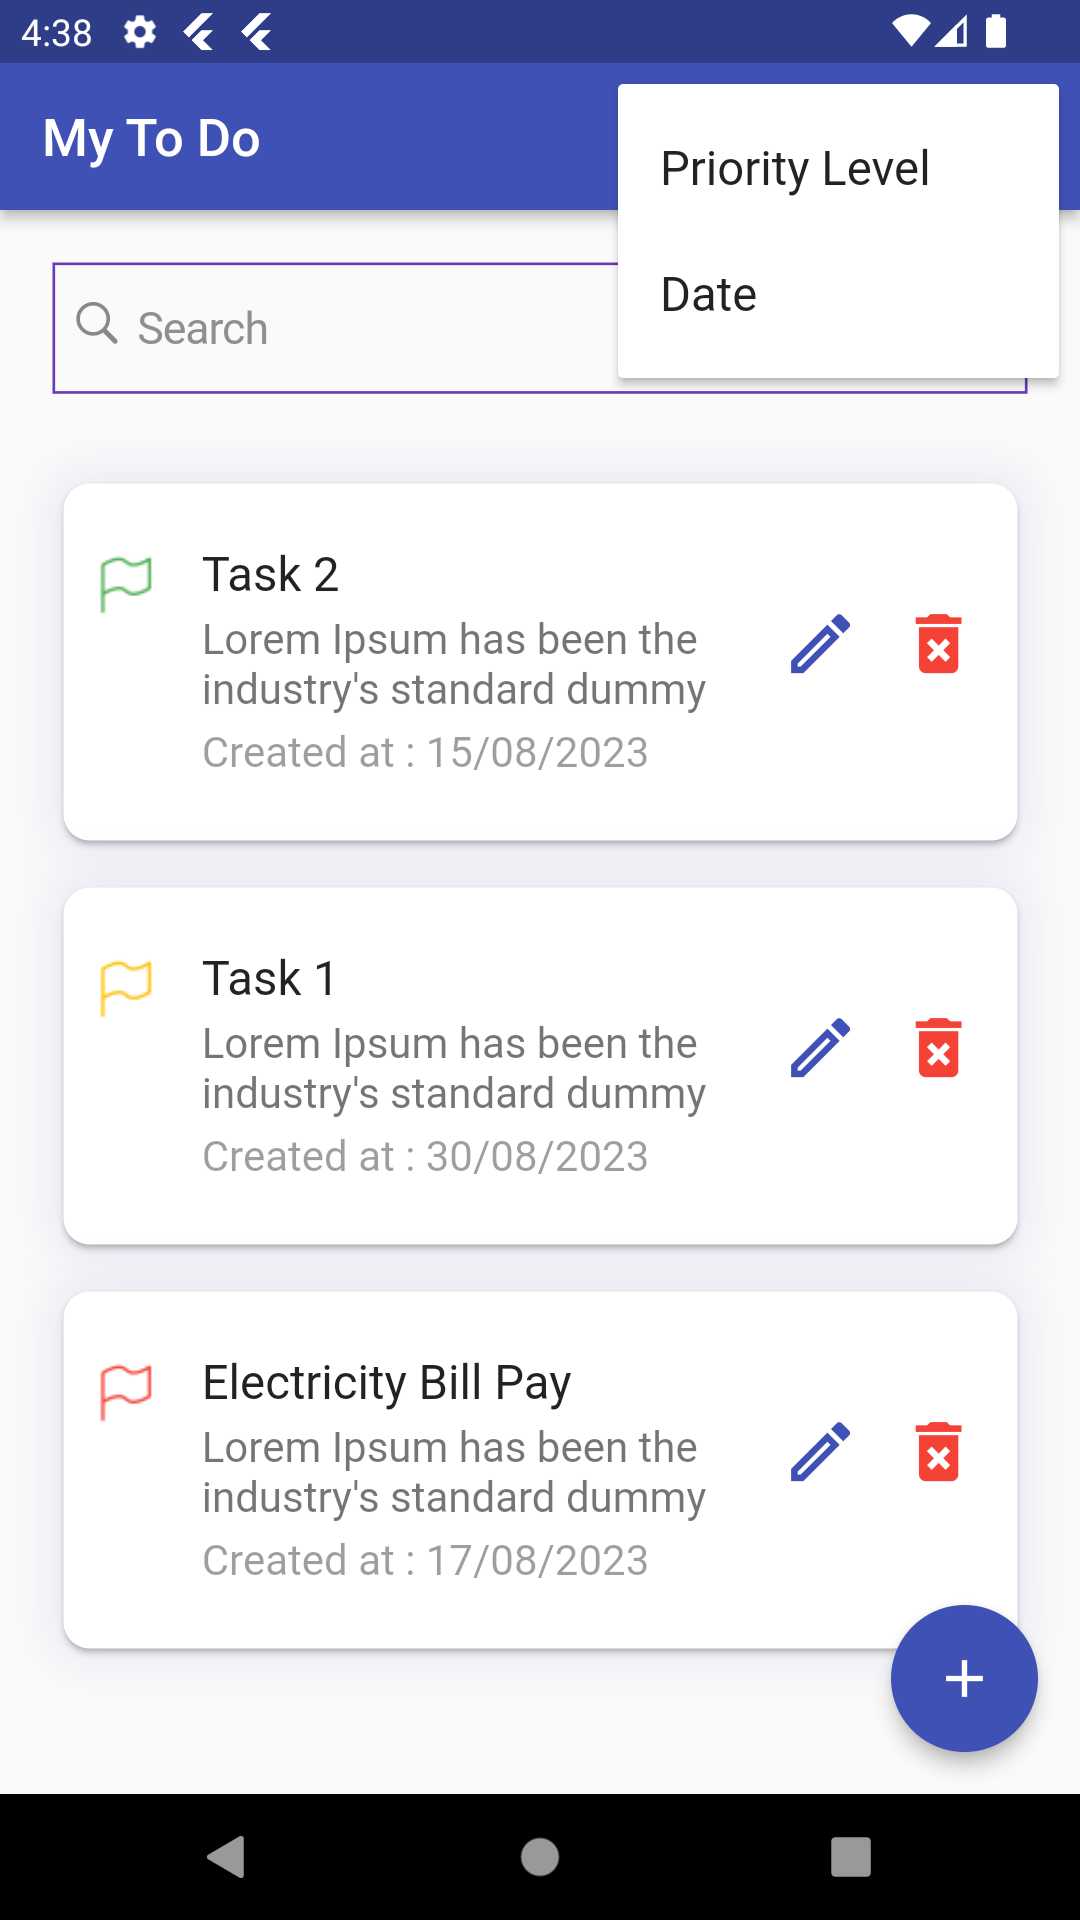 4:38
My To Do
Priority Level
Date
Search
Task 2
Lorem Ipsum has been the
industry's standard dummy
Created at : 15/08/2023
Task 1
Lorem Ipsum has been the
industry's standard dummy
Created at : 30/08/2023
Electricity Bill Pay
Lorem Ipsum has been the
industry's standard dummy
Created at : 17/08/2023